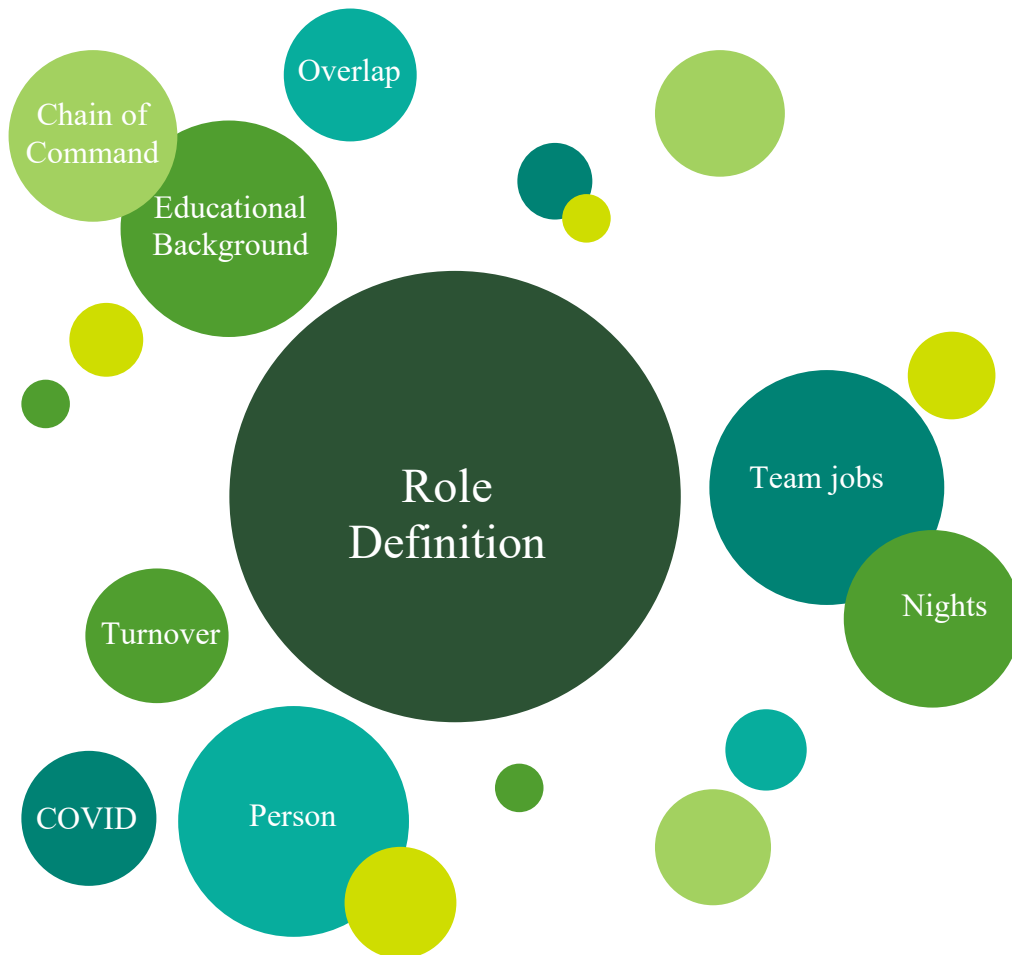 Overlap
Chain of
Command
Educational
Background
Role
Definition
Team jobs
Nights
Turnover
Person
COVID